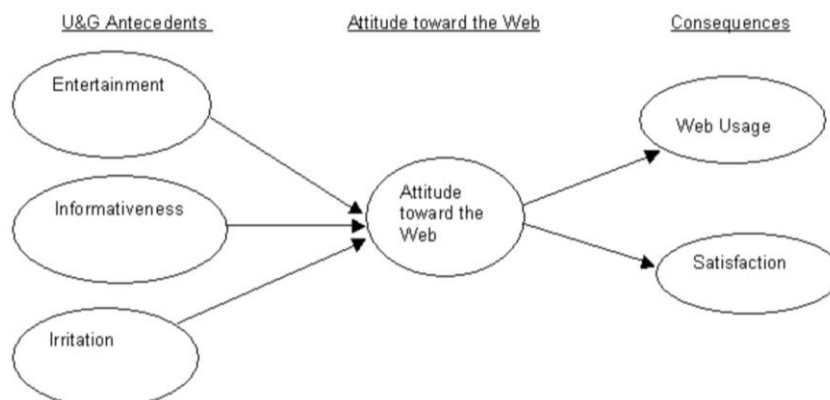 U&G Antecedents
Attitude toward the Web
Consequences
Entertainment
Informativeness
Irritation
Attitude
toward the
Web
Web Usage
Satisfaction